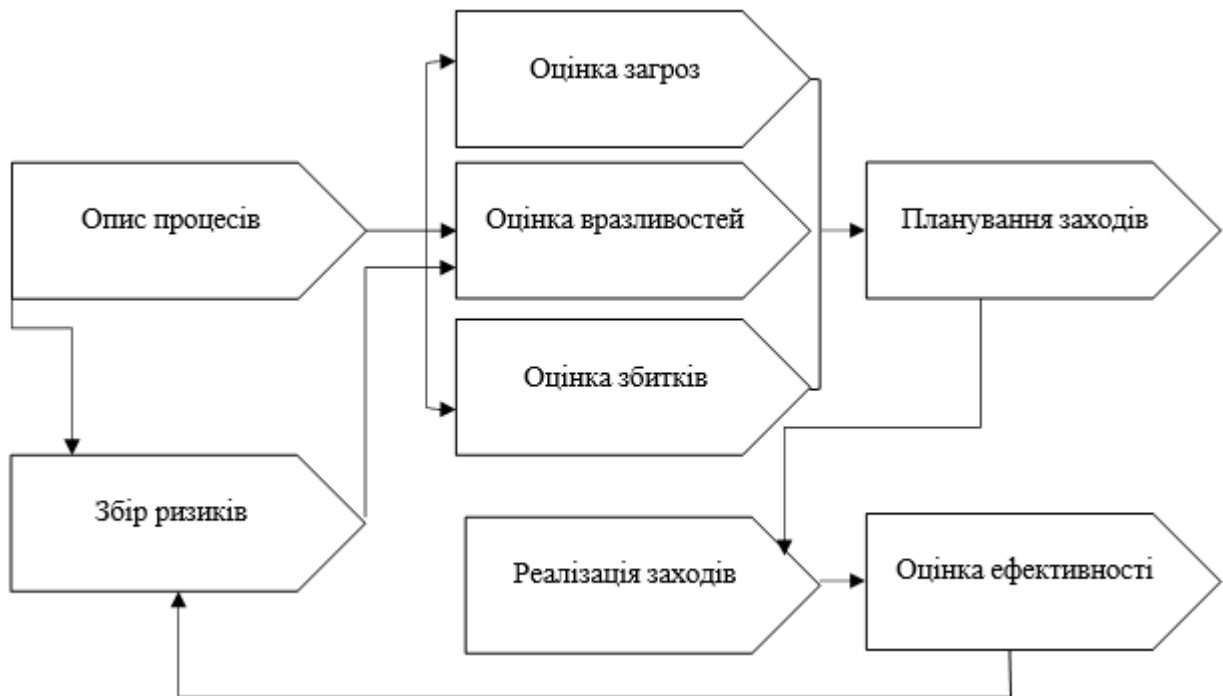 Оцінка загроз
Опис процесів
Оцінка вразливостей
Планування заходів
Оцінка збитків
Збір ризиків
Реалізація заходів
Оцінка ефективності